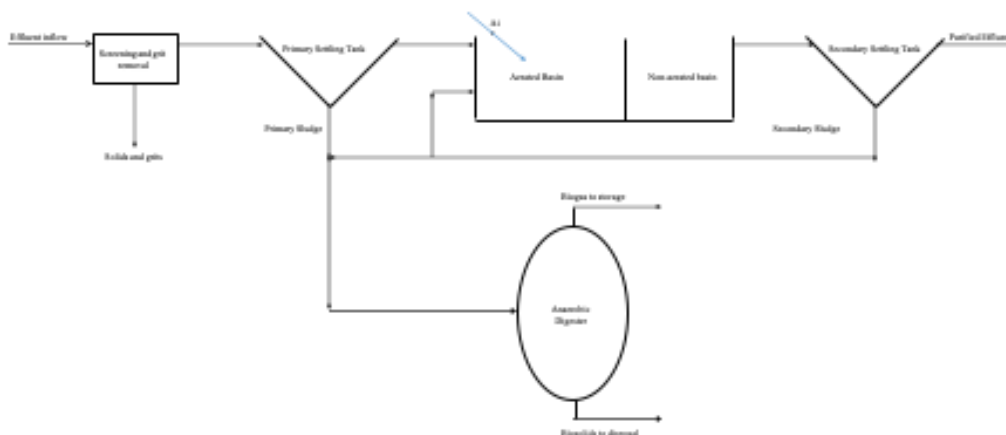 Effluent inflow
Screening and grit
removal
Solids and grits
Primary Settling Tank
Primary Sludge
Aerated Basin
Non-aerated basin
Secondary Settling Tank
Secondary Sludge
Purified Effluent
Biogas to storage
Anaerobic
Digester
Biosolids to disposal